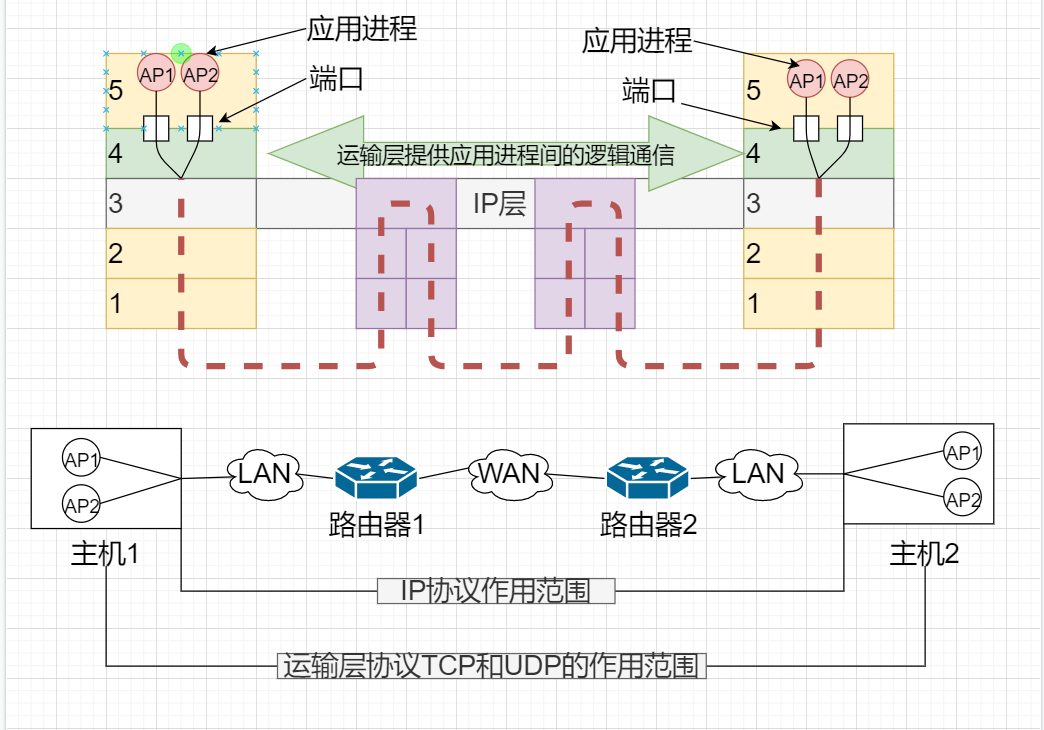 应用进程
应用进程
AP1
AP2
AP1
AP2
端口
端口
5
5
4
运输层提供应用进程间的逻辑通信
4
3
IP层
3
2
2
1
1
AP1
AP2
LAN
WAN
LAN
AP1
AP2
路由器1
路由器2
主机1
主机2
IP协议作用范围
运输层协议TCP和UDP的作用范围